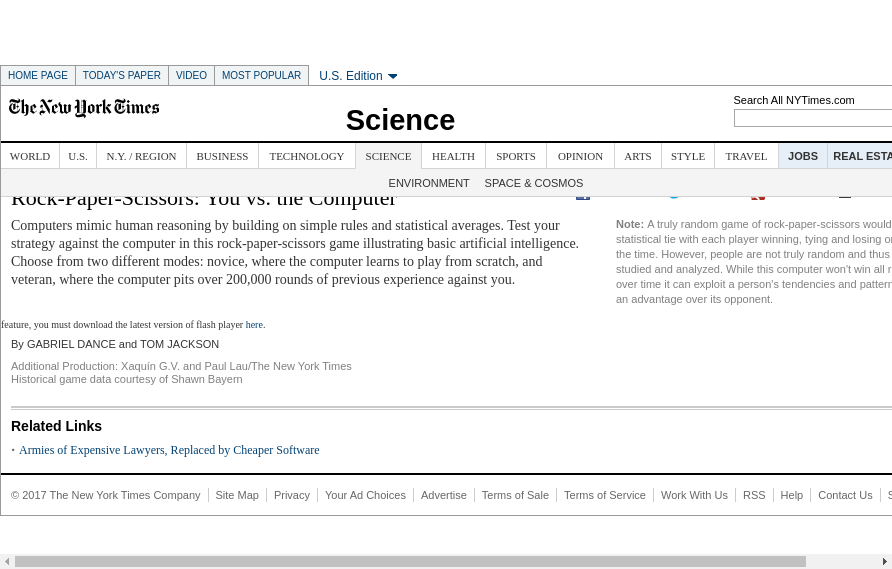 HOME PAGE TODAY'S PAPER VIDEO MOST POPULAR U.S. Edition
The New York Times
Science
Search All NYTimes.com
WORLD U.S. N.Y. / REGION BUSINESS TECHNOLOGY SCIENCE HEALTH SPORTS OPINION ARTS STYLE TRAVEL JOBS REAL ESTA
ENVIRONMENT SPACE & COSMOS
Rock-Paper-Scissors: You vs. the Computer
Computers mimic human reasoning by building on simple rules and statistical averages. Test your
strategy against the computer in this rock-paper-scissors game illustrating basic artificial intelligence.
Choose from two different modes: novice, where the computer learns to play from scratch, and
veteran, where the computer pits over 200,000 rounds of previous experience against you.
Note: A truly random game of rock-paper-scissors would
statistical tie with each player winning, tying and losing o
the time. However, people are not truly random and thus
studied and analyzed. While this computer won't win all r
over time it can exploit a person's tendencies and pattern
an advantage over its opponent.
feature, you must download the latest version of flash player here.
By GABRIEL DANCE and TOM JACKSON
Additional Production: Xaquín G.V. and Paul Lau/The New York Times
Historical game data courtesy of Shawn Bayern
Related Links
· Armies of Expensive Lawyers, Replaced by Cheaper Software
© 2017 The New York Times Company Site Map Privacy Your Ad Choices Advertise Terms of Sale Terms of Service Work With Us RSS Help Contact Us S